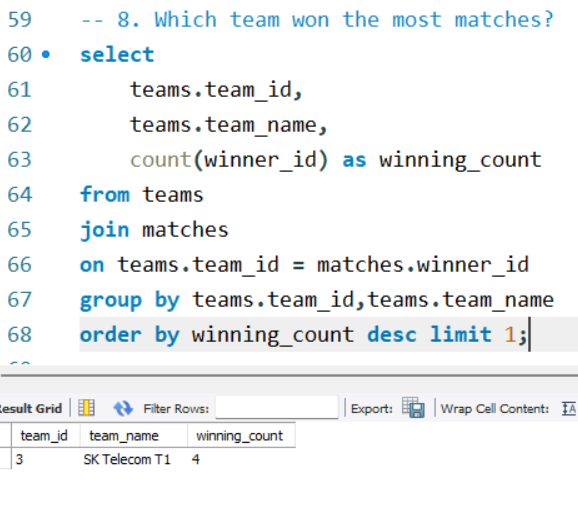 59 -- 8. Which team won the most matches?
60 select
61 teams.team_id,
62 teams.team_name,
63 count(winner_id) as winning_count
64 from teams
65 join matches
66 on teams.team_id = matches.winner_id
67 group by teams.team_id,teams.team_name
68 order by winning_count desc limit 1;
esult Grid Filter Rows: Export: Wrap Cell Content: IA
team_id team_name winning_count
3 SK Telecom T1 4